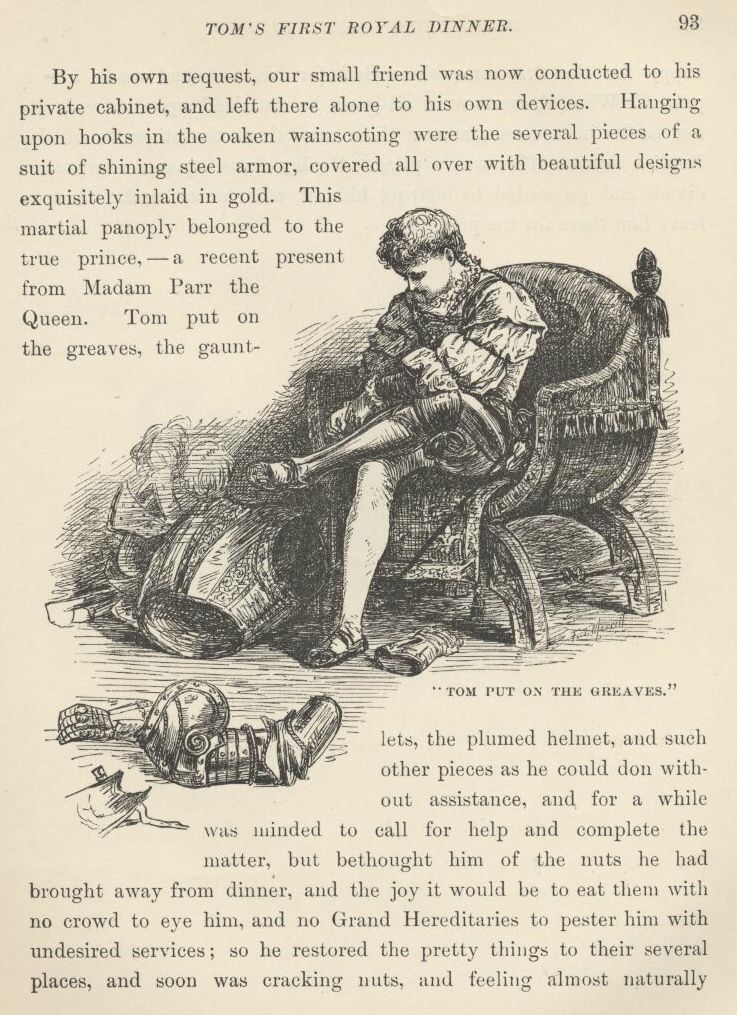 TOM'S FIRST ROYAL DINNER.
93
By his own request, our small friend was now conducted to his
private cabinet, and left there alone to his own devices. Hanging
upon hooks in the oaken wainscoting were the several pieces of a
suit of shining steel armor, covered all over with beautiful designs
exquisitely inlaid in gold. This
martial panoply belonged to the
true prince, — a recent present
from Madam Parr the
Queen. Tom put on
the greaves, the gaunt-
"TOM PUT ON THE GREAVES."
lets, the plumed helmet, and such
other pieces as he could don with-
out assistance, and for a while
was minded to call for help and complete the
matter, but bethought him of the nuts he had
brought away from dinner, and the joy it would be to eat them with
no crowd to eye him, and no Grand Hereditaries to pester him with
undesired services; so he restored the pretty things to their several
places, and soon was cracking nuts, and feeling almost naturally